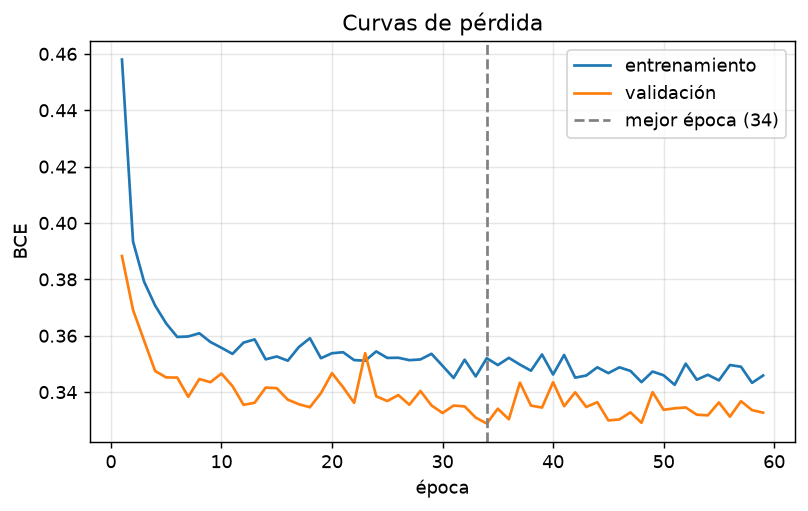 Curvas de pérdida
entrenamiento
validación
mejor época (34)
BCE
0.46
0.44
0.42
0.40
0.38
0.36
0.34
0 10 20 30 40 50 60
época